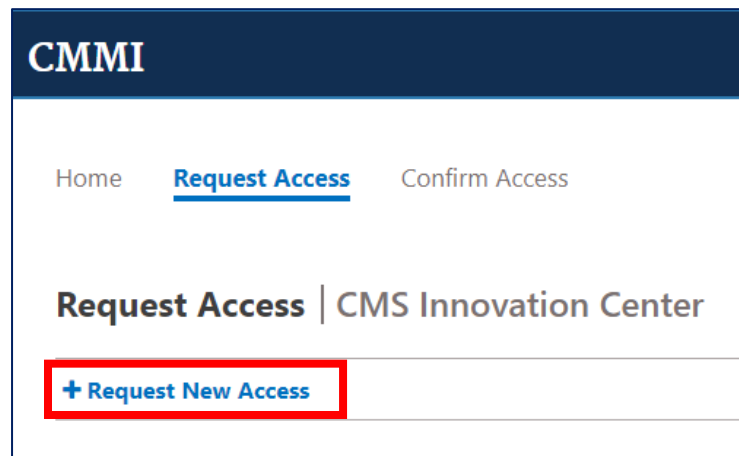 CMMI
Home Request Access Confirm Access
Request Access | CMS Innovation Center
+ Request New Access